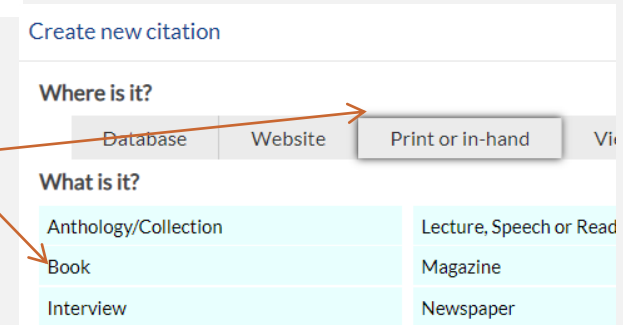 Create new citation
Where is it?
Database Website Print or in-hand
What is it?
Anthology/Collection Lecture, Speech or
Book Magazine
Interview Newspaper